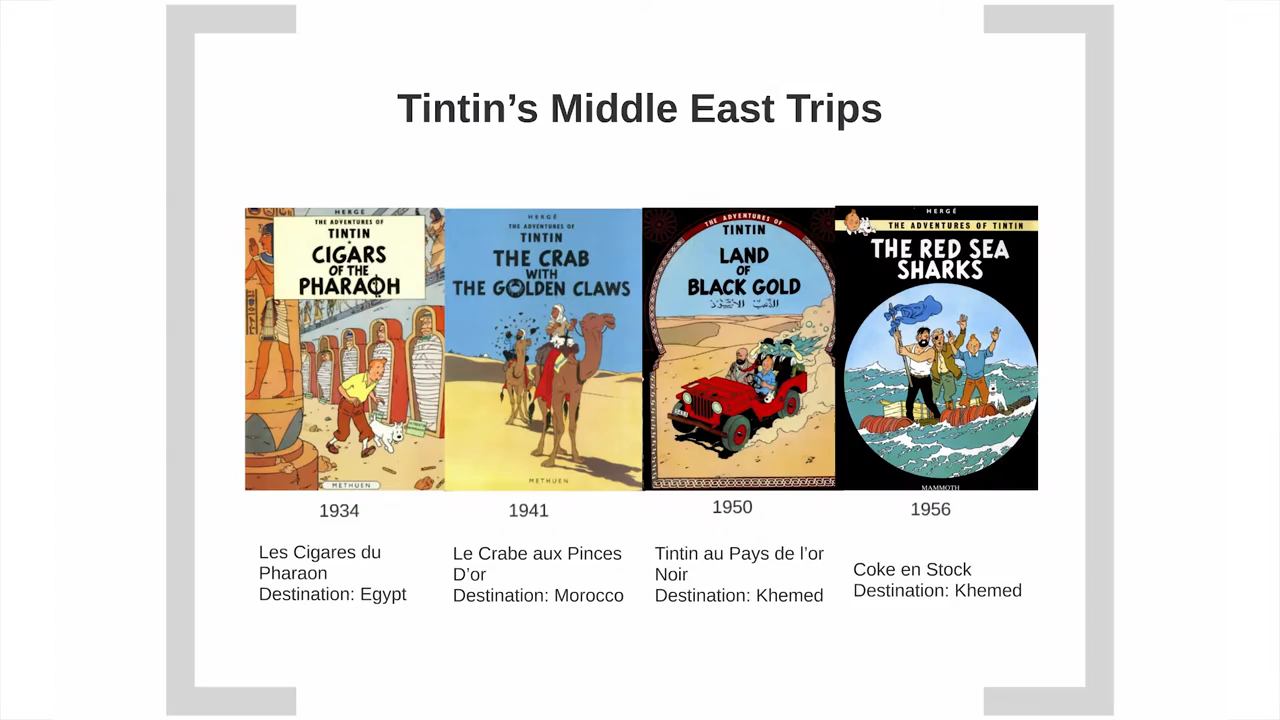 Tintin’s Middle East Trips
HERGÉ
THE ADVENTURES OF
TINTIN
CIGARS
OF THE
PHARAOH
METHUEN
HERGÉ
THE ADVENTURES OF
TINTIN
THE CRAB
WITH
THE GOLDEN CLAWS
METHUEN
THE ADVENTURES OF
TINTIN
LAND
OF
BLACK GOLD
HERGÉ
THE ADVENTURES OF TINTIN
THE RED SEA
SHARKS
MAMMOTH
1934
1941
1950
1956
Les Cigares du
Pharaon
Destination: Egypt
Le Crabe aux Pinces
D’or
Destination: Morocco
Tintin au Pays de l’or
Noir
Destination: Khemed
Coke en Stock
Destination: Khemed